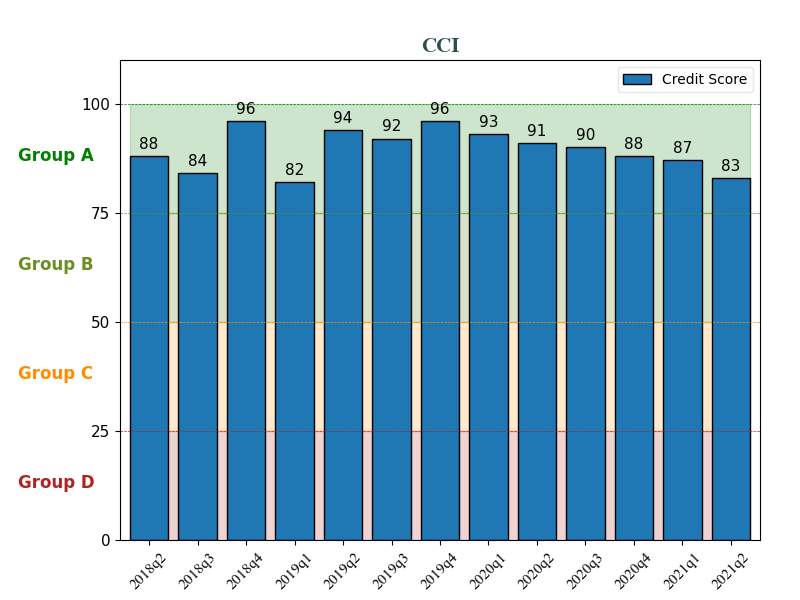 CCI
Credit Score
100
75
50
25
0
Group A
Group B
Group C
Group D
88
84
96
82
94
92
96
93
91
90
88
87
83
2018q2
2018q3
2018q4
2019q1
2019q2
2019q3
2019q4
2020q1
2020q2
2020q3
2020q4
2021q1
2021q2